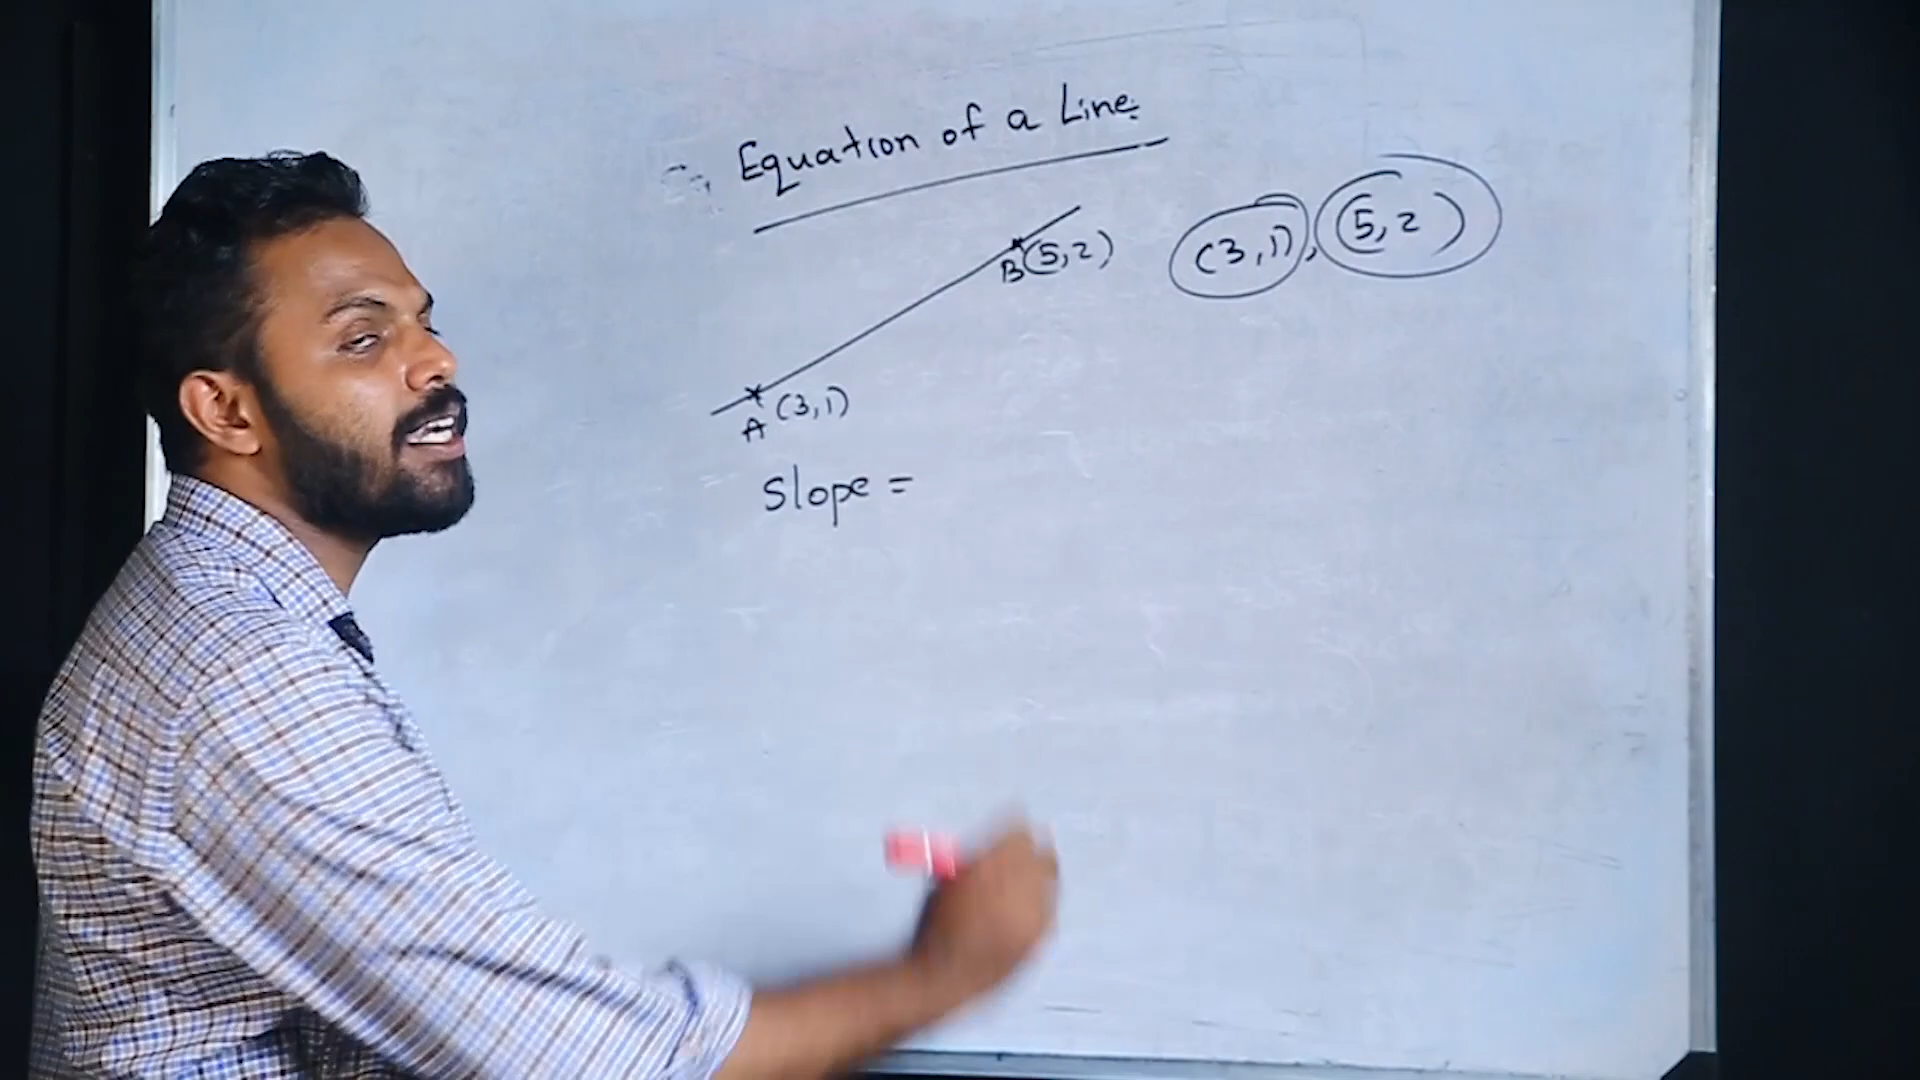 Equation of a Line:
(3,1), (5,2)
B(5,2)
A (3,1)
Slope =